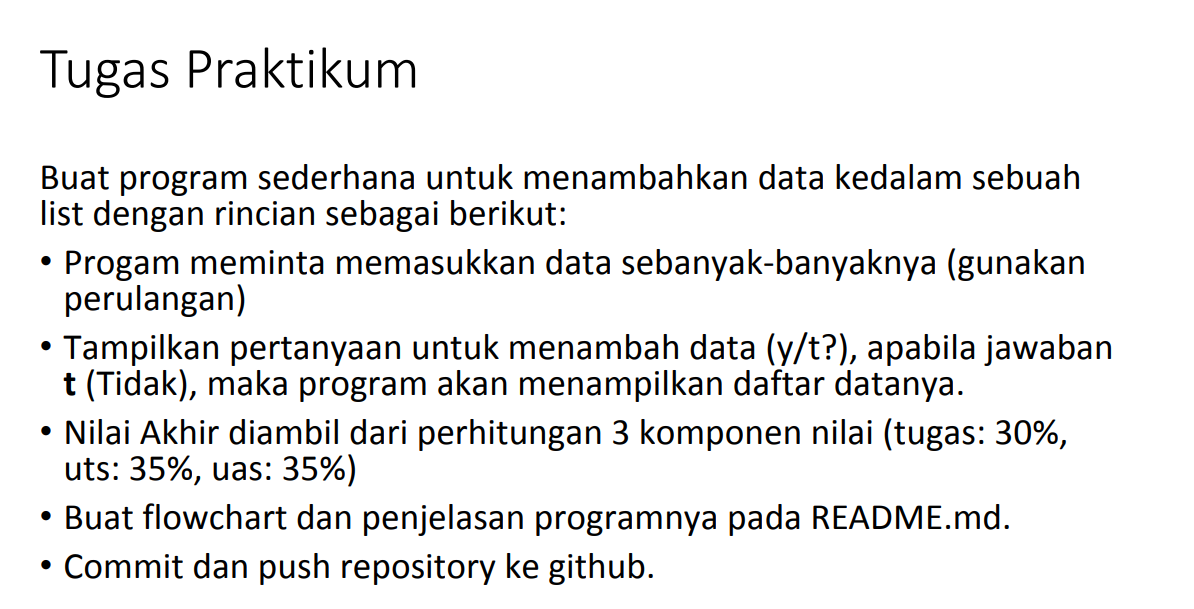 Tugas Praktikum
Buat program sederhana untuk menambahkan data kedalam sebuah
list dengan rincian sebagai berikut:
• Progam meminta memasukkan data sebanyak-banyaknya (gunakan
perulangan)
• Tampilkan pertanyaan untuk menambah data (y/t?), apabila jawaban
t (Tidak), maka program akan menampilkan daftar datanya.
• Nilai Akhir diambil dari perhitungan 3 komponen nilai (tugas: 30%,
uts: 35%, uas: 35%)
• Buat flowchart dan penjelasan programnya pada README.md.
• Commit dan push repository ke github.